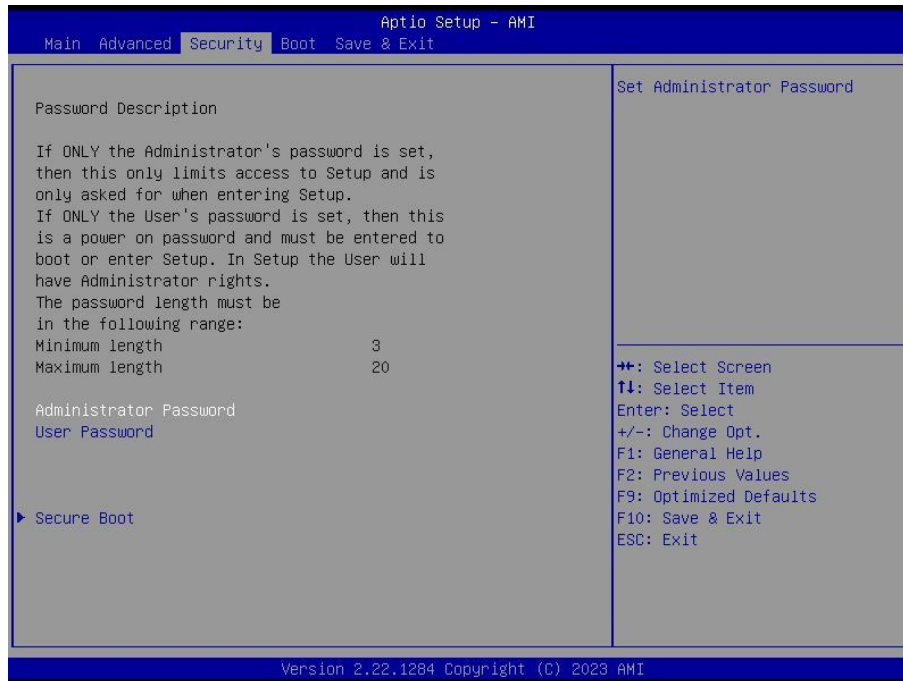 Aptio Setup – AMI
Main Advanced Security Boot Save & Exit
Password Description
If ONLY the Administrator's password is set,
then this only limits access to Setup and is
only asked for when entering Setup.
If ONLY the User's password is set, then this
is a power on password and must be entered to
boot or enter Setup. In Setup the User will
have Administrator rights.
The password length must be
in the following range:
Minimum length 3
Maximum length 20
Administrator Password
User Password
Secure Boot
Set Administrator Password
→←: Select Screen
↑↓: Select Item
Enter: Select
+/-: Change Opt.
F1: General Help
F2: Previous Values
F9: Optimized Defaults
F10: Save & Exit
ESC: Exit
Version 2.22.1284 Copyright (C) 2023 AMI